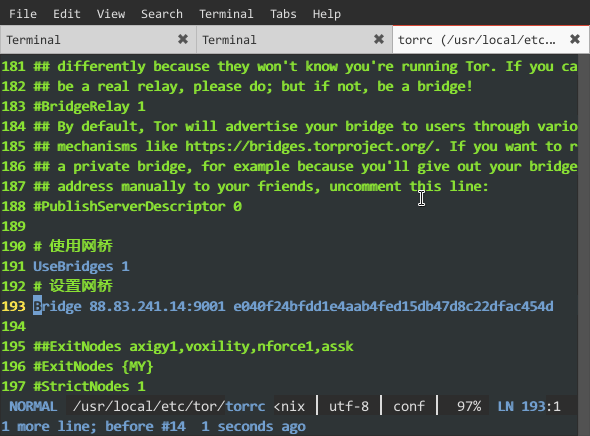 File Edit View Search Terminal Tabs Help
Terminal ✖ Terminal ✖ torrc (/usr/local/etc... ✖
181 ## differently because they won't know you're running Tor. If you ca
182 ## be a real relay, please do; but if not, be a bridge!
183 #BridgeRelay 1
184 ## By default, Tor will advertise your bridge to users through vario
185 ## mechanisms like https://bridges.torproject.org/. If you want to r
186 ## a private bridge, for example because you'll give out your bridge
187 ## address manually to your friends, uncomment this line:
188 #PublishServerDescriptor 0
189
190 # 使用网桥
191 UseBridges 1
192 # 设置网桥
193 Bridge 88.83.241.14:9001 e040f24bfdd1e4aab4fed15db47d8c22dfac454d
194
195 ##ExitNodes axigy1,voxility,nforce1,assk
196 #ExitNodes {MY}
197 #StrictNodes 1
NORMAL /usr/local/etc/tor/torrc <nix | utf-8 | conf | 97% LN 193:1
1 more line; before #14 1 seconds ago